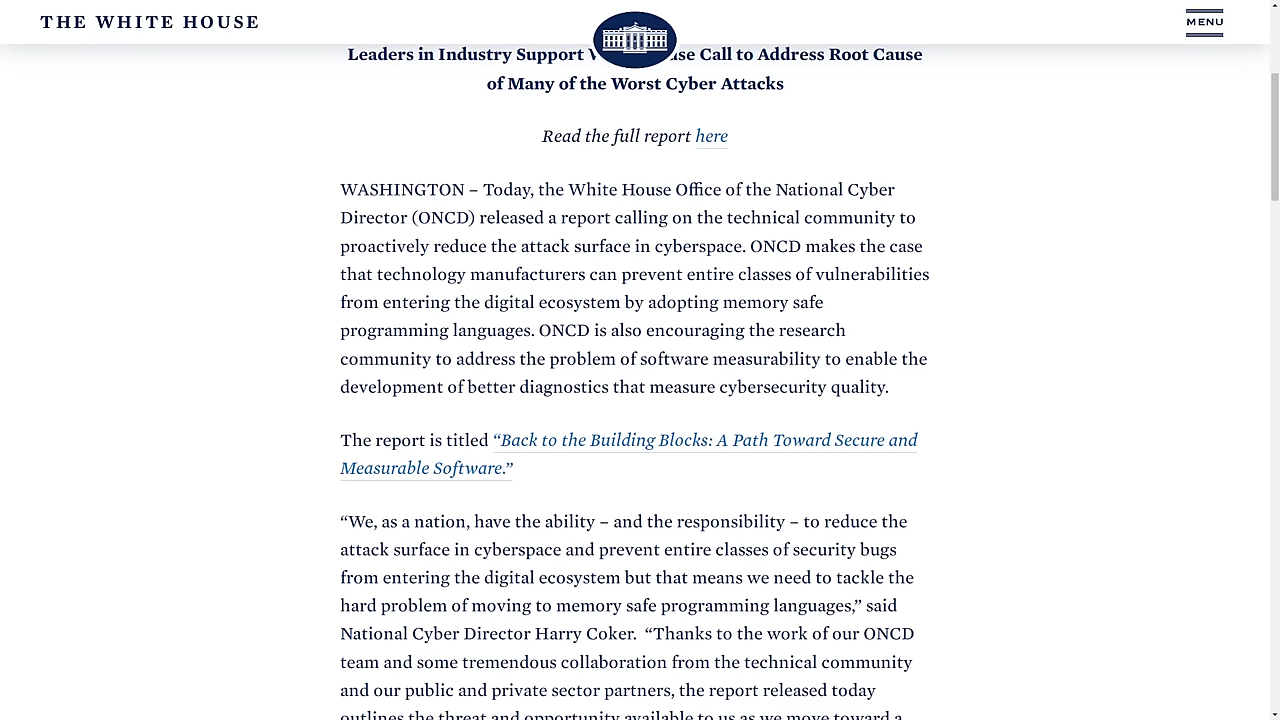 THE WHITE HOUSE
MENU
Leaders in Industry Support use Call to Address Root Cause
of Many of the Worst Cyber Attacks
Read the full report here
WASHINGTON – Today, the White House Office of the National Cyber
Director (ONCD) released a report calling on the technical community to
proactively reduce the attack surface in cyberspace. ONCD makes the case
that technology manufacturers can prevent entire classes of vulnerabilities
from entering the digital ecosystem by adopting memory safe
programming languages. ONCD is also encouraging the research
community to address the problem of software measurability to enable the
development of better diagnostics that measure cybersecurity quality.
The report is titled “Back to the Building Blocks: A Path Toward Secure and
Measurable Software.”
“We, as a nation, have the ability – and the responsibility – to reduce the
attack surface in cyberspace and prevent entire classes of security bugs
from entering the digital ecosystem but that means we need to tackle the
hard problem of moving to memory safe programming languages,” said
National Cyber Director Harry Coker.  “Thanks to the work of our ONCD
team and some tremendous collaboration from the technical community
and our public and private sector partners, the report released today
outlines the threat and opportunity available to us as we move toward a